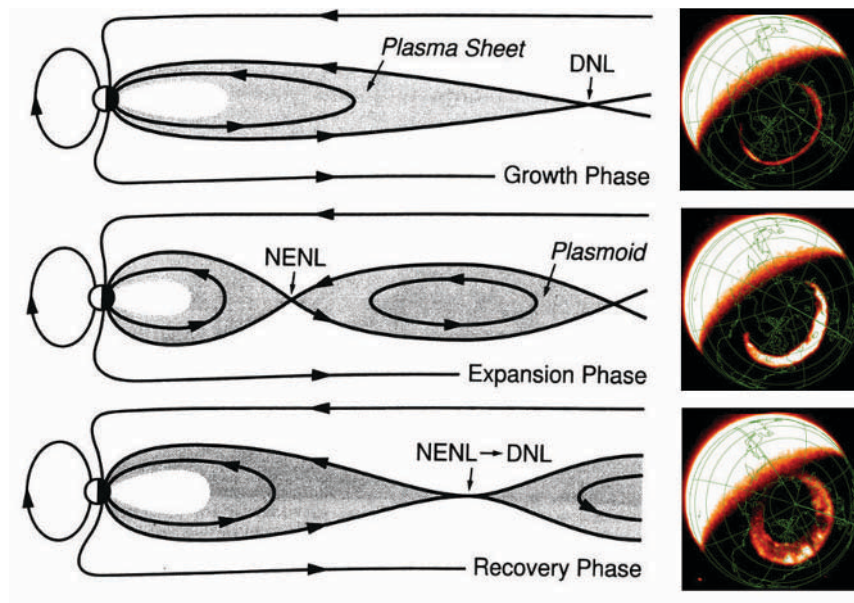 Plasma Sheet
DNL
Growth Phase
NENL
Plasmoid
Expansion Phase
NENL → DNL
Recovery Phase